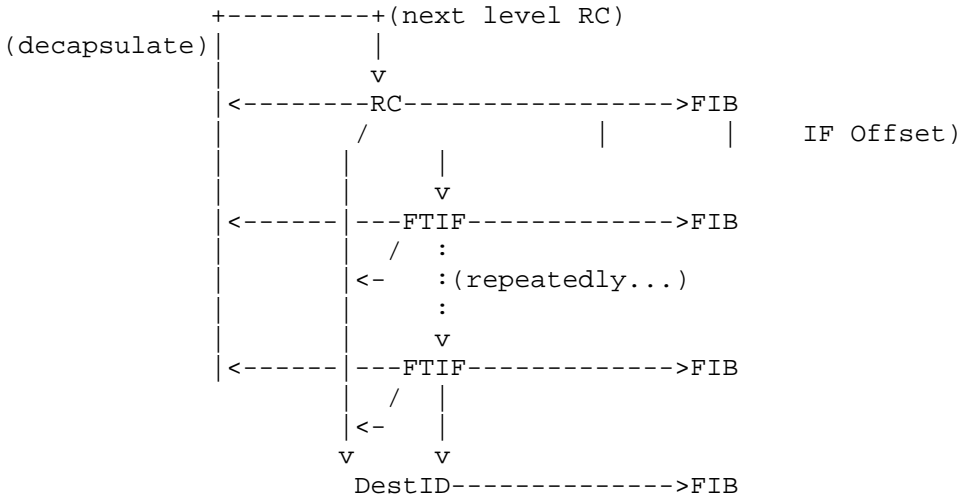 +---------+(next level RC)
(decapsulate)|         |
|         v
|<--------RC----------------->FIB
|        /              |       |    IF Offset)
|       |     |
|       |     v
|<------|---FTIF------------->FIB
|       |  /  :
|       |<-   :(repeatedly...)
|       |     :
|       |     v
|<------|---FTIF------------->FIB
|  /  |
|<-   |
v     v
DestID-------------->FIB